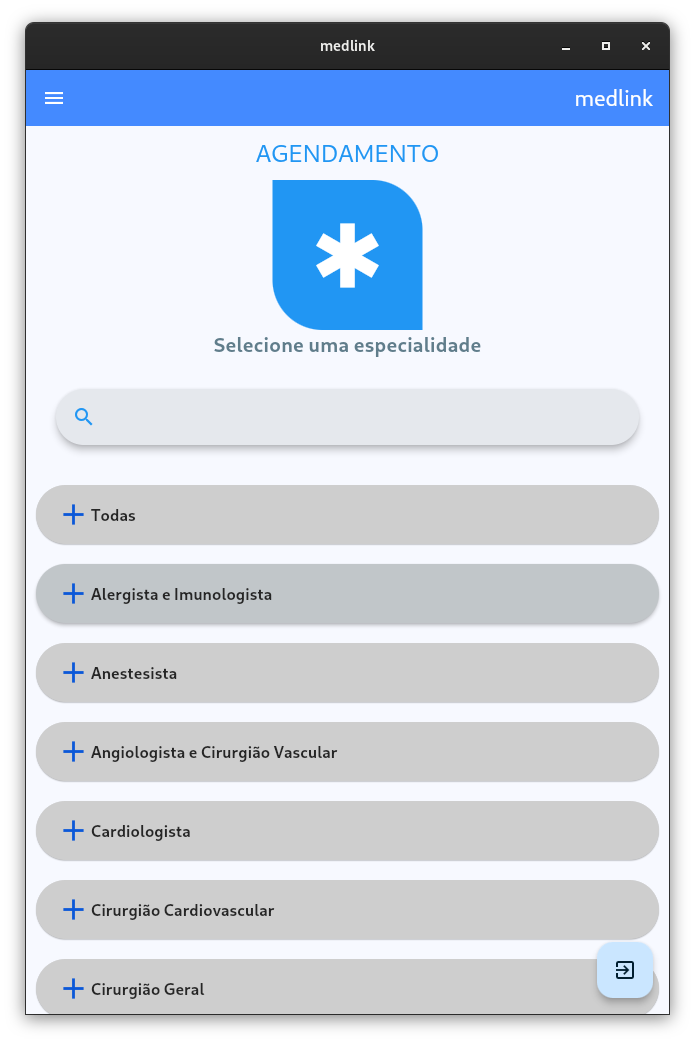 medlink
medlink
AGENDAMENTO
Selecione uma especialidade
Todas
Alergista e Imunologista
Anestesista
Angiologista e Cirurgião Vascular
Cardiologista
Cirurgião Cardiovascular
Cirurgião Geral